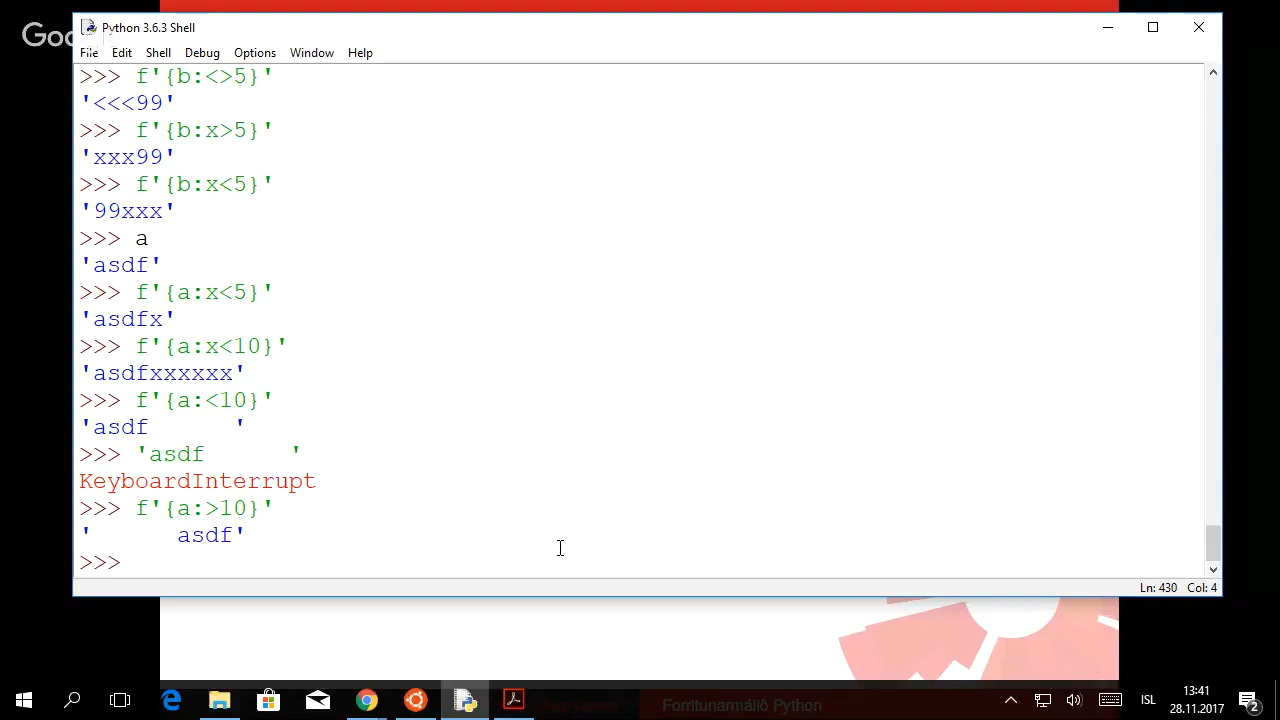 Goo
Python 3.6.3 Shell
File Edit Shell Debug Options Window Help
>>> f'{b:<>5}'
'<<<99'
>>> f'{b:x>5}'
'xxx99'
>>> f'{b:x<5}'
'99xxx'
>>> a
'asdf'
>>> f'{a:x<5}'
'asdfx'
>>> f'{a:x<10}'
'asdfxxxxxx'
>>> f'{a:<10}'
'asdf      '
>>> 'asdf      '
KeyboardInterrupt
>>> f'{a:>10}'
'      asdf'
>>>
Ln: 430 Col: 4
Forritunarmálið Python
ISL
13:41
28.11.2017
2